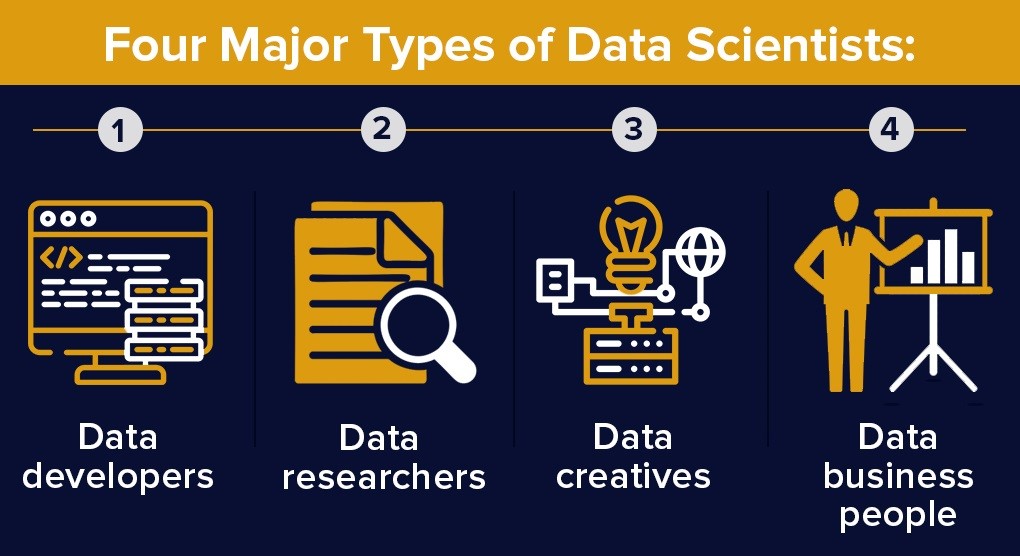 Four Major Types of Data Scientists:
1
2
3
4
</>
Data
developers
Data
researchers
Data
creatives
Data
business
people